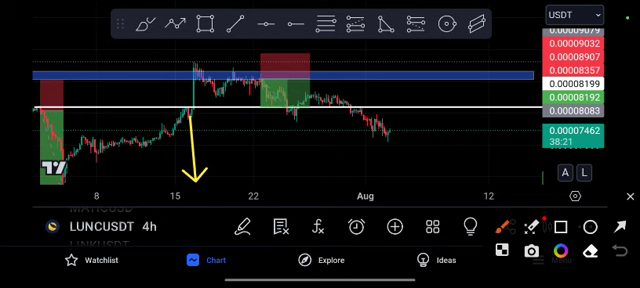 USDT
0.00009079
0.00009032
0.00008907
0.00008357
0.00008199
0.00008192
0.00008083
0.00007462
38:21
A L
8 15 22 Aug 12
LUNCUSDT 4h
LINKUSDT
Watchlist Chart Explore Ideas